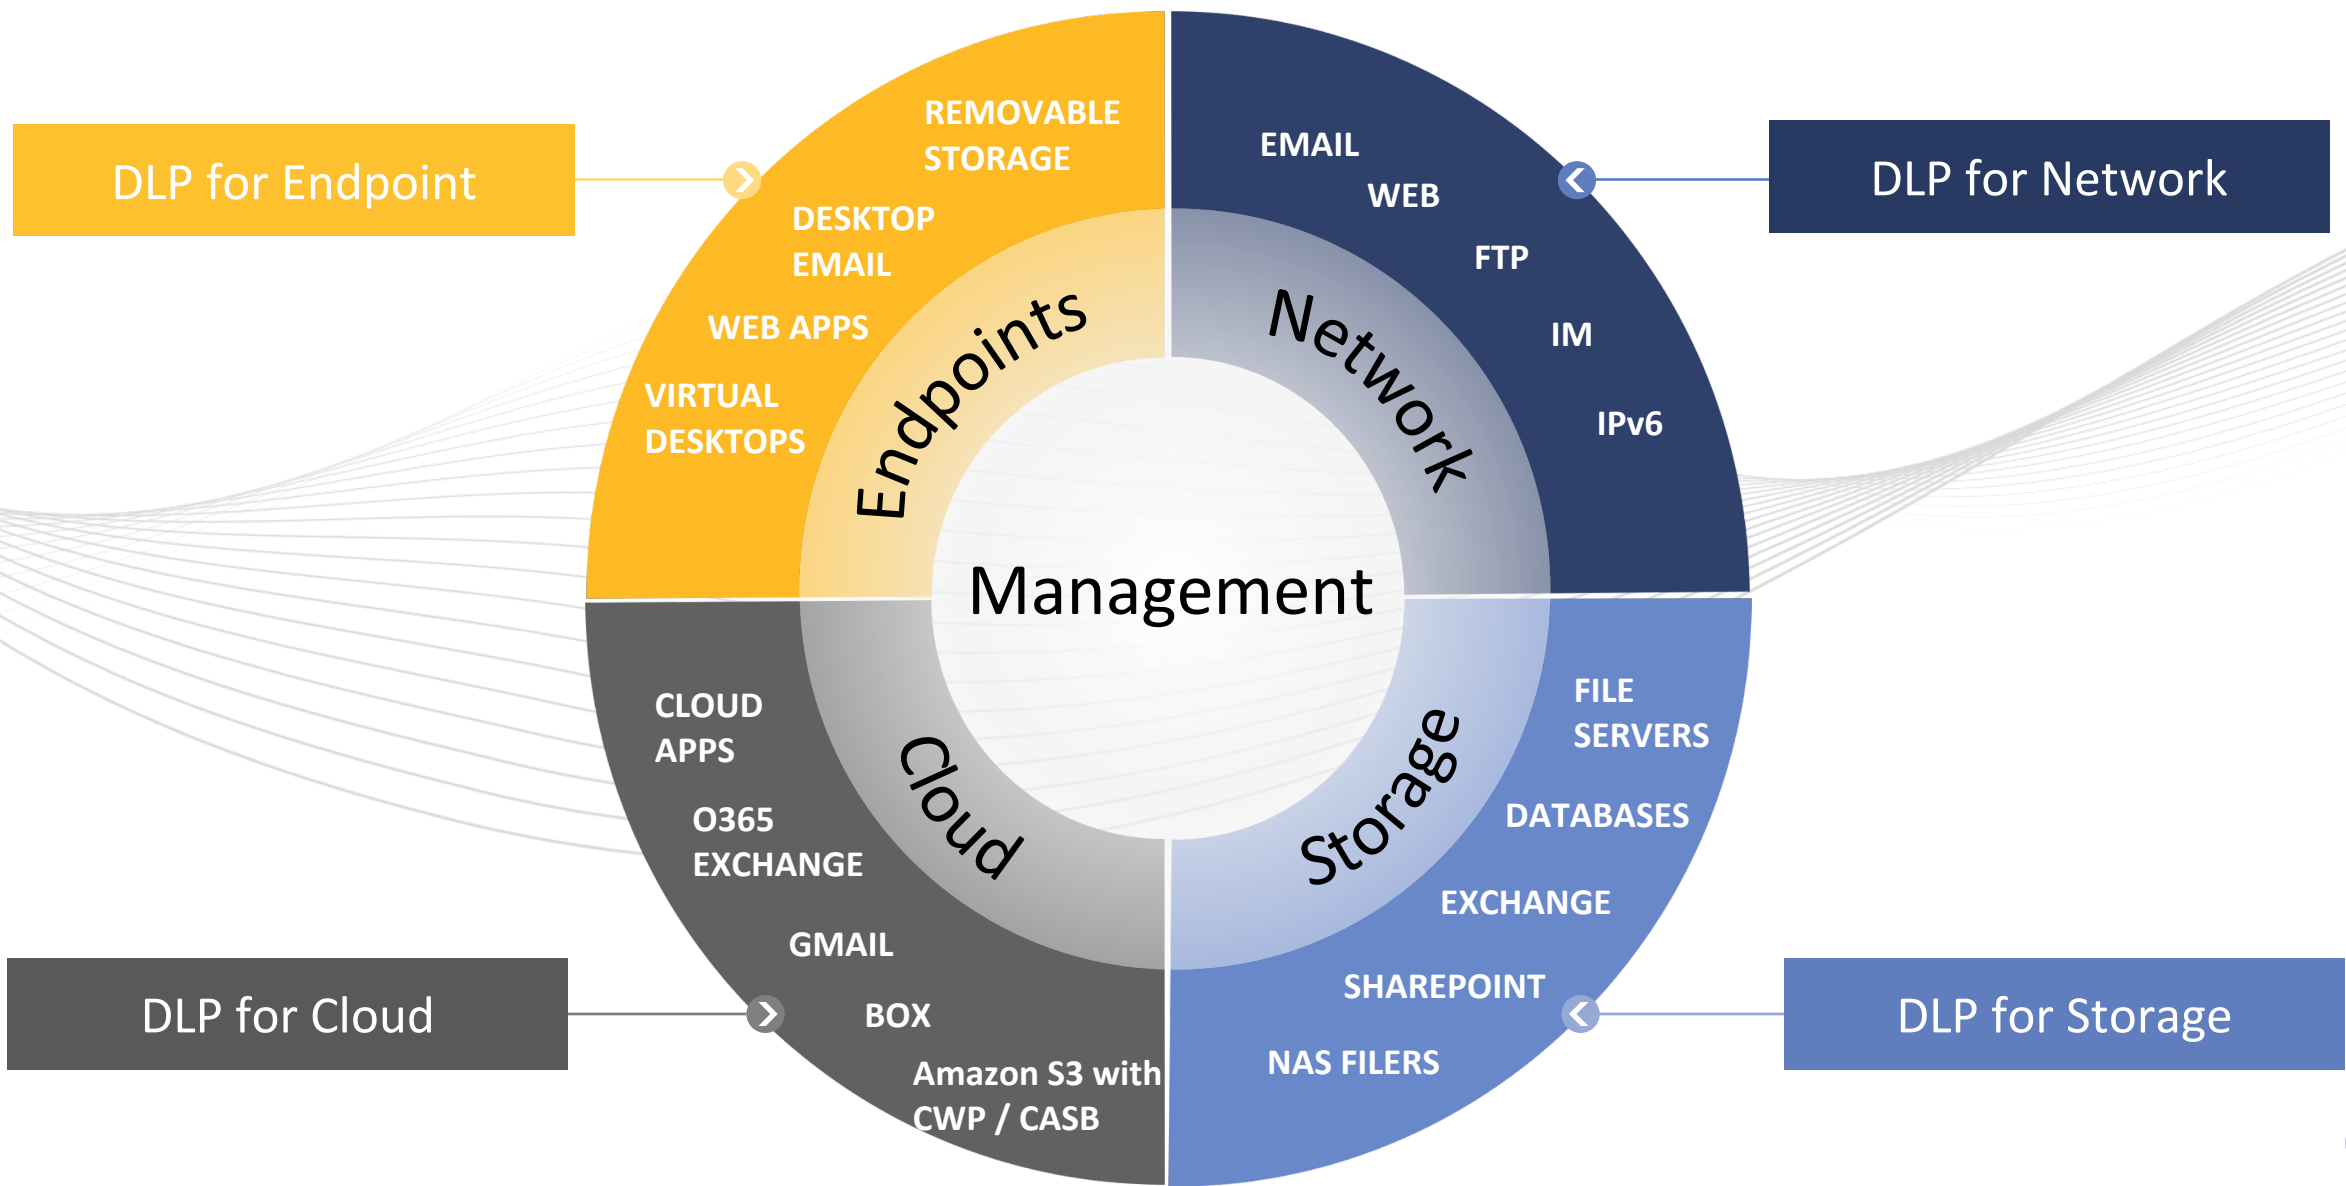 DLP for Endpoint
REMOVABLE
STORAGE
DESKTOP
EMAIL
WEB APPS
VIRTUAL
DESKTOPS
Endpoints
DLP for Network
EMAIL
WEB
FTP
IM
IPv6
Network
Management
DLP for Cloud
CLOUD
APPS
O365
EXCHANGE
GMAIL
BOX
Amazon S3 with
CWP / CASB
Cloud
DLP for Storage
FILE
SERVERS
DATABASES
EXCHANGE
SHAREPOINT
NAS FILERS
Storage